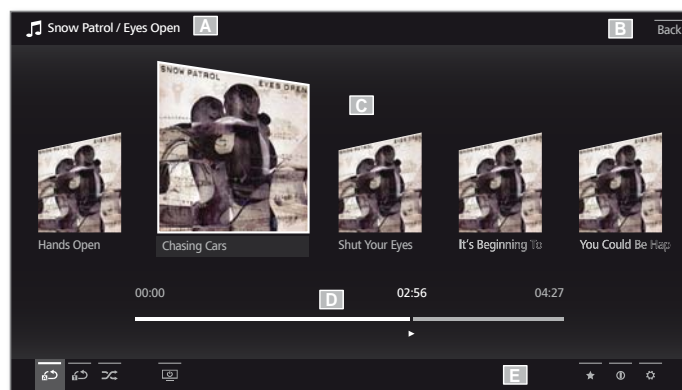 Snow Patrol / Eyes Open
A
B
Back
SNOW PATROL EYES OPEN
C
Hands Open
Chasing Cars
Shut Your Eyes
It's Beginning To
You Could Be Hap
00:00
D
02:56
04:27
E